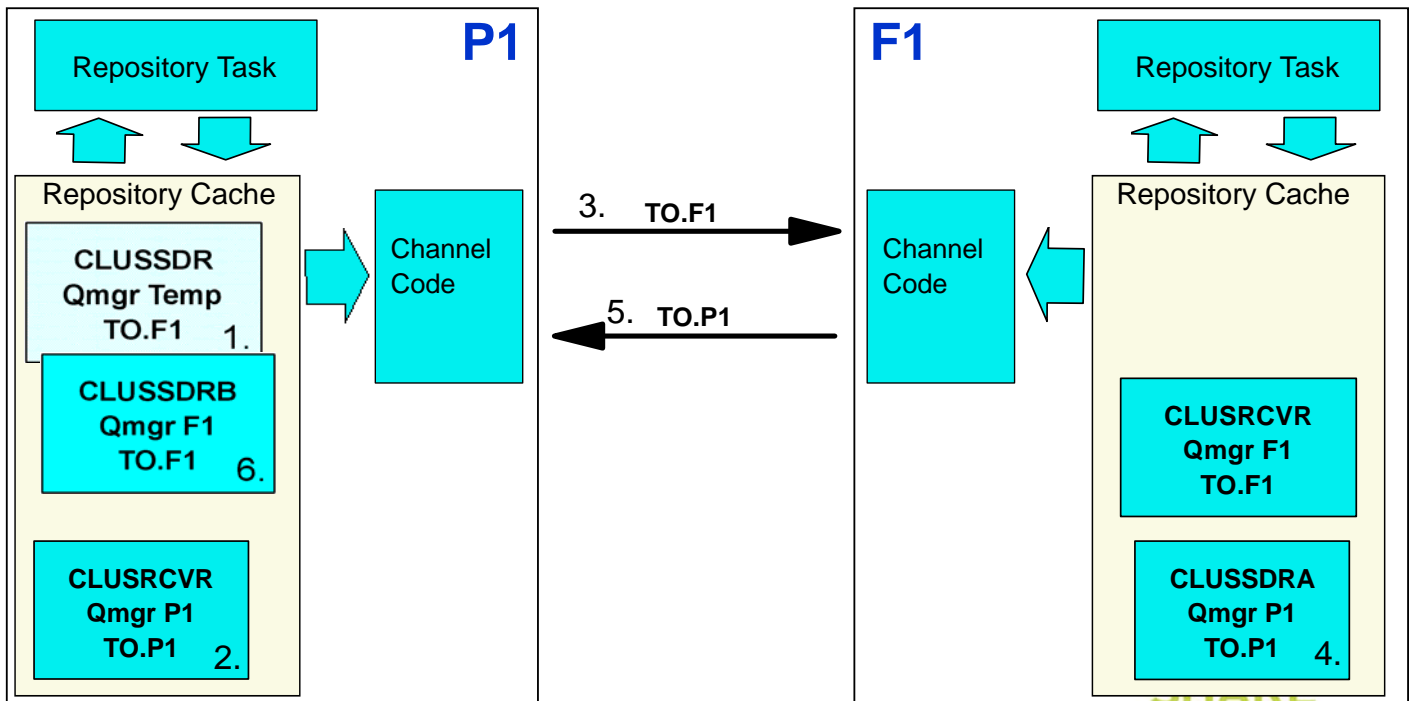 P1
Repository Task
Repository Cache
CLUSSDR
Qmgr Temp
TO.F1
1.
CLUSSDRB
Qmgr F1
TO.F1
6.
CLUSRCVR
Qmgr P1
TO.P1
2.
Channel
Code
3. TO.F1
5. TO.P1
F1
Repository Task
Repository Cache
Channel
Code
CLUSRCVR
Qmgr F1
TO.F1
CLUSSDRA
Qmgr P1
TO.P1
4.